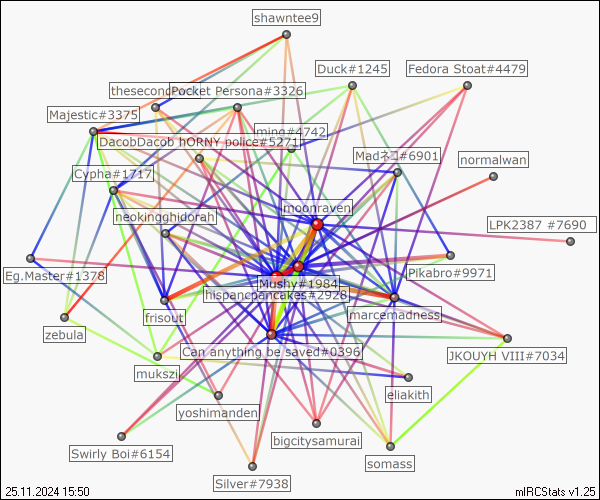 shawntee9
Duck#1245
Fedora Stoat#4479
Pocket Persona#3326
Majestic#3375
ming#4742
DacobDacob hORNY police#5271
Madネコ#6901
normalwan
Cypha#1717
moonraven
neokingghidorah
LPK2387 #7690
Pikabro#9971
Eg.Master#1378
Mushy#1984
hispancpancakes#2928
frisout
marcemadness
zebula
Can anything be saved#0396
JKOUYH VIII#7034
mukszi
eliakith
yoshimanden
bigcitysamurai
Swirly Boi#6154
somass
Silver#7938
25.11.2024 15:50
mIRCStats v1.25